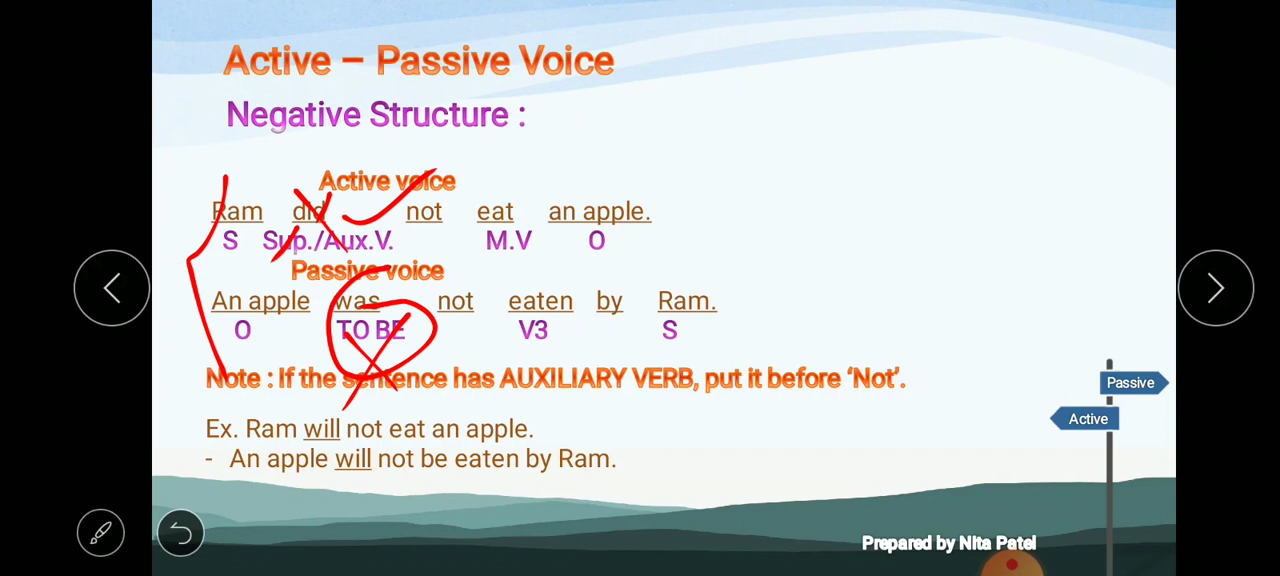 Active – Passive Voice
Negative Structure :
Active voice
Ram did not eat an apple.
S Sup./Aux.V. M.V O
Passive voice
An apple was not eaten by Ram.
O TO BE V3 S
Note : If the sentence has AUXILIARY VERB, put it before ‘Not’.
Ex. Ram will not eat an apple.
- An apple will not be eaten by Ram.
Passive
Active
Prepared by Nita Patel